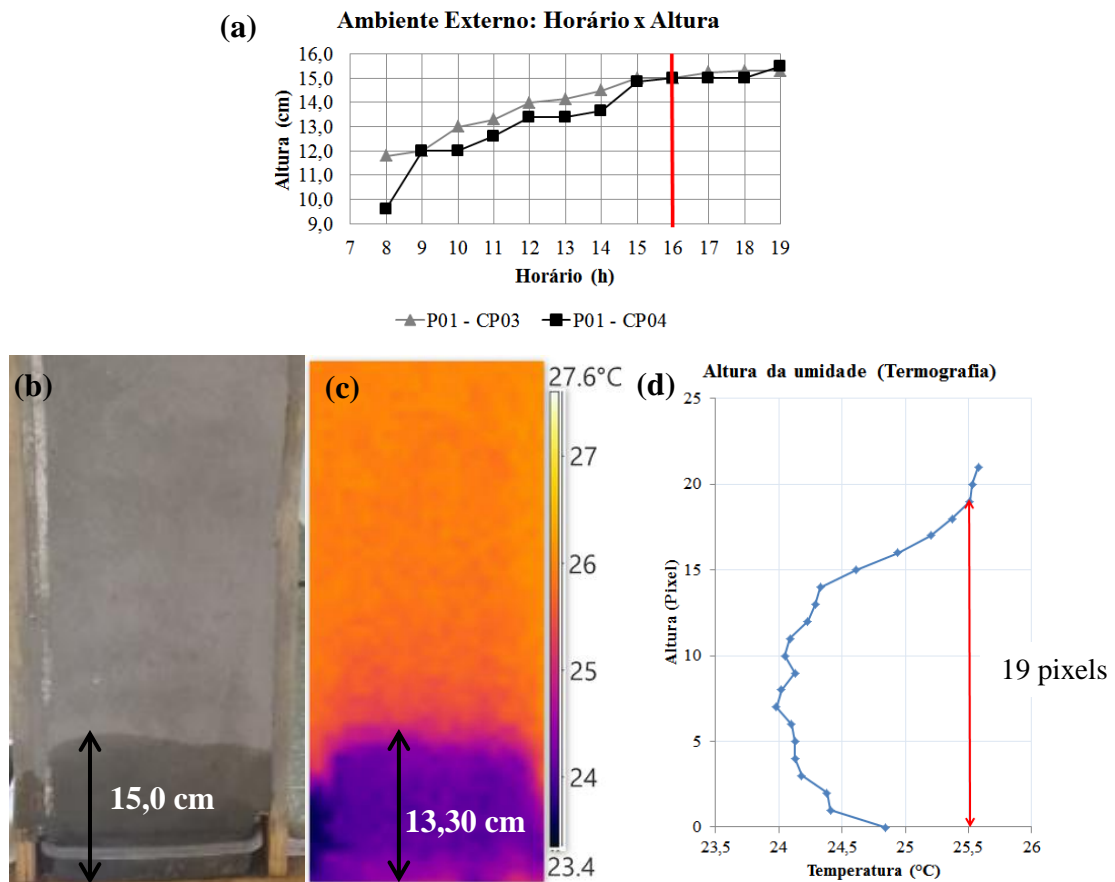 (a)
Ambiente Externo: Horário x Altura
Altura (cm)
16,0
15,0
14,0
13,0
12,0
11,0
10,0
9,0
7 8 9 10 11 12 13 14 15 16 17 18 19
Horário (h)
P01 - CP03 P01 - CP04
(b)
15,0 cm
(c)
27.6°C
27
26
25
24
23.4
13,30 cm
(d)
Altura da umidade (Termografia)
Altura (Pixel)
25
20
15
10
5
0
19 pixels
23,5 24 24,5 25 25,5 26
Temperatura (°C)